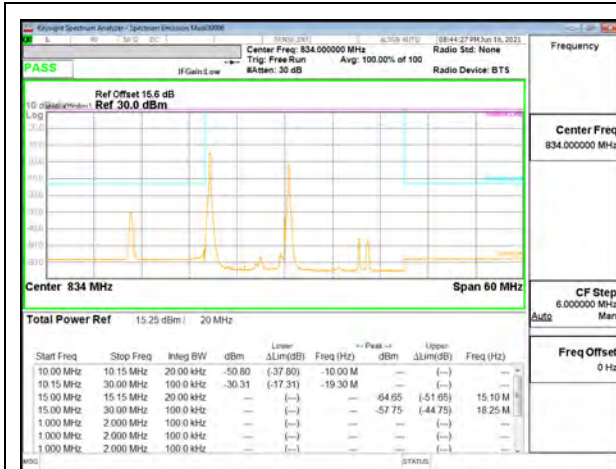 Keysight Spectrum Analyzer - Spectrum Emission Mask
SENSE:INT ALIGN AUTO 08:44:27 PM Jun 16, 2021
Center Freq: 834.000000 MHz Radio Std: None
Trig: Free Run Avg: 100.00% of 100
PASS IFGain:Low #Atten: 30 dB Radio Device: BTS
Ref Offset 15.6 dB
10 dB Ref 30.0 dBm
Log
Center 834 MHz Span 60 MHz
Total Power Ref 15.25 dBm / 20 MHz
Lower <-- Peak --> Upper
Start Freq Stop Freq Integ BW dBm ΔLim(dB) Freq (Hz) dBm ΔLim(dB) Freq (Hz)
10.00 MHz 10.15 MHz 20.00 kHz -50.80 (-37.80) -10.00 M --- (---) ---
10.15 MHz 30.00 MHz 100.0 kHz -30.31 (-17.31) -19.30 M --- (---) ---
15.00 MHz 15.15 MHz 20.00 kHz --- (---) --- -64.65 (-51.65) 15.10 M
15.00 MHz 30.00 MHz 100.0 kHz --- (---) --- -57.75 (-44.75) 18.25 M
1.000 MHz 2.000 MHz 100.0 kHz --- (---) --- --- (---) ---
1.000 MHz 2.000 MHz 100.0 kHz --- (---) --- --- (---) ---
1.000 MHz 2.000 MHz 100.0 kHz --- (---) --- --- (---) ---
MSG STATUS
Frequency
Center Freq
834.000000 MHz
CF Step
6.000000 MHz
Auto Man
Freq Offset
0 Hz